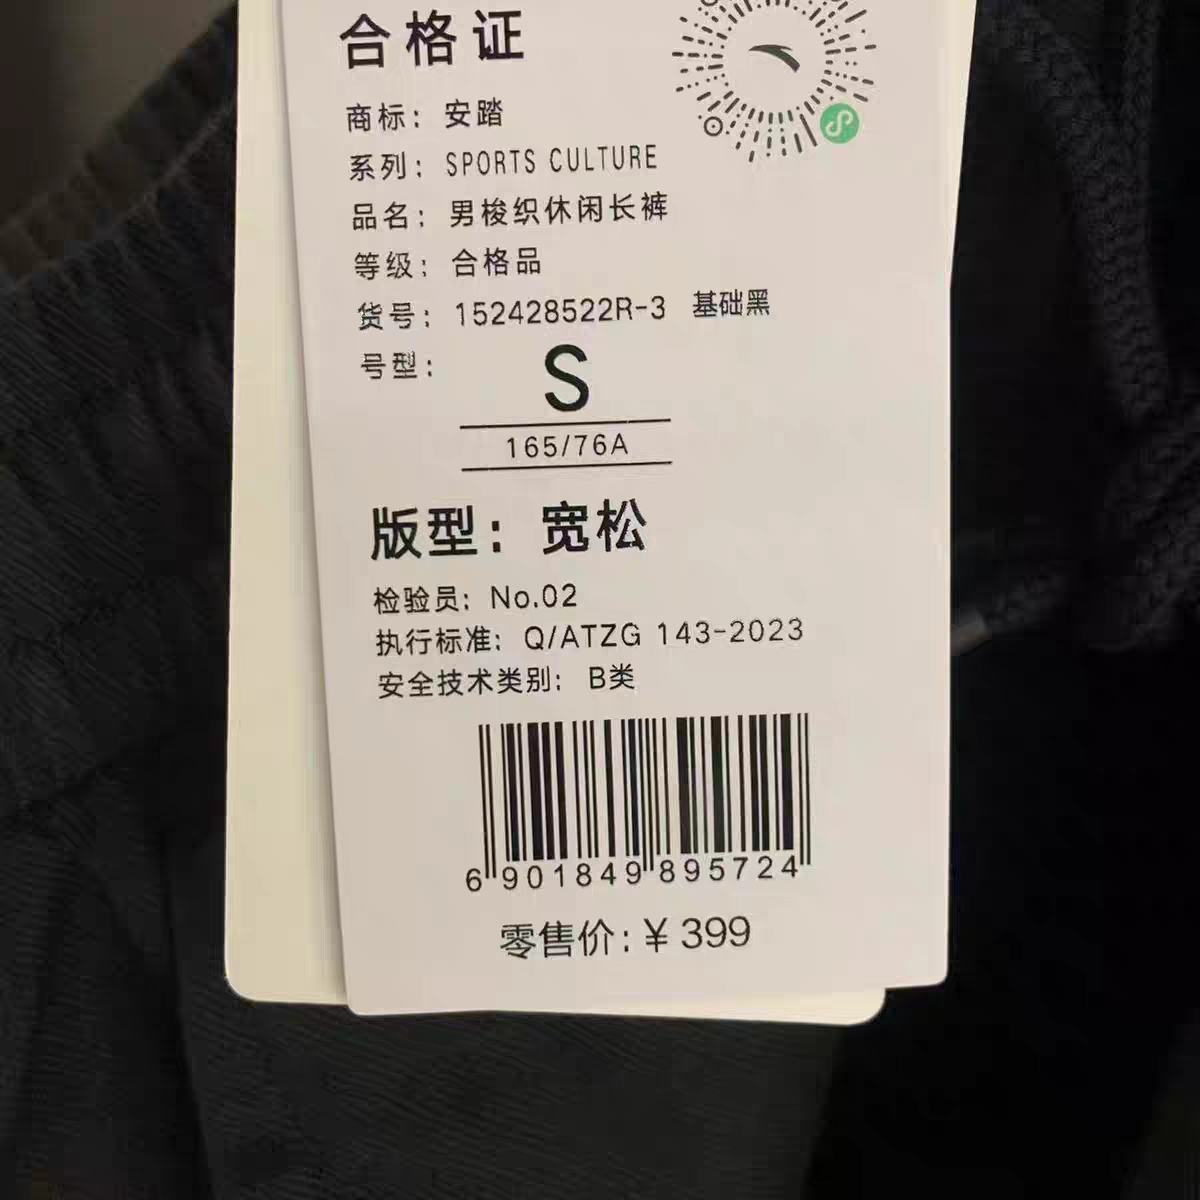 合格证
商标：安踏
系列：SPORTS CULTURE
品名：男梭织休闲长裤
等级：合格品
货号：152428522R-3 基础黑
号型：
S
165/76A
版型：宽松
检验员：No.02
执行标准：Q/ATZG 143-2023
安全技术类别：B类
6 901849 895724
零售价：¥ 399